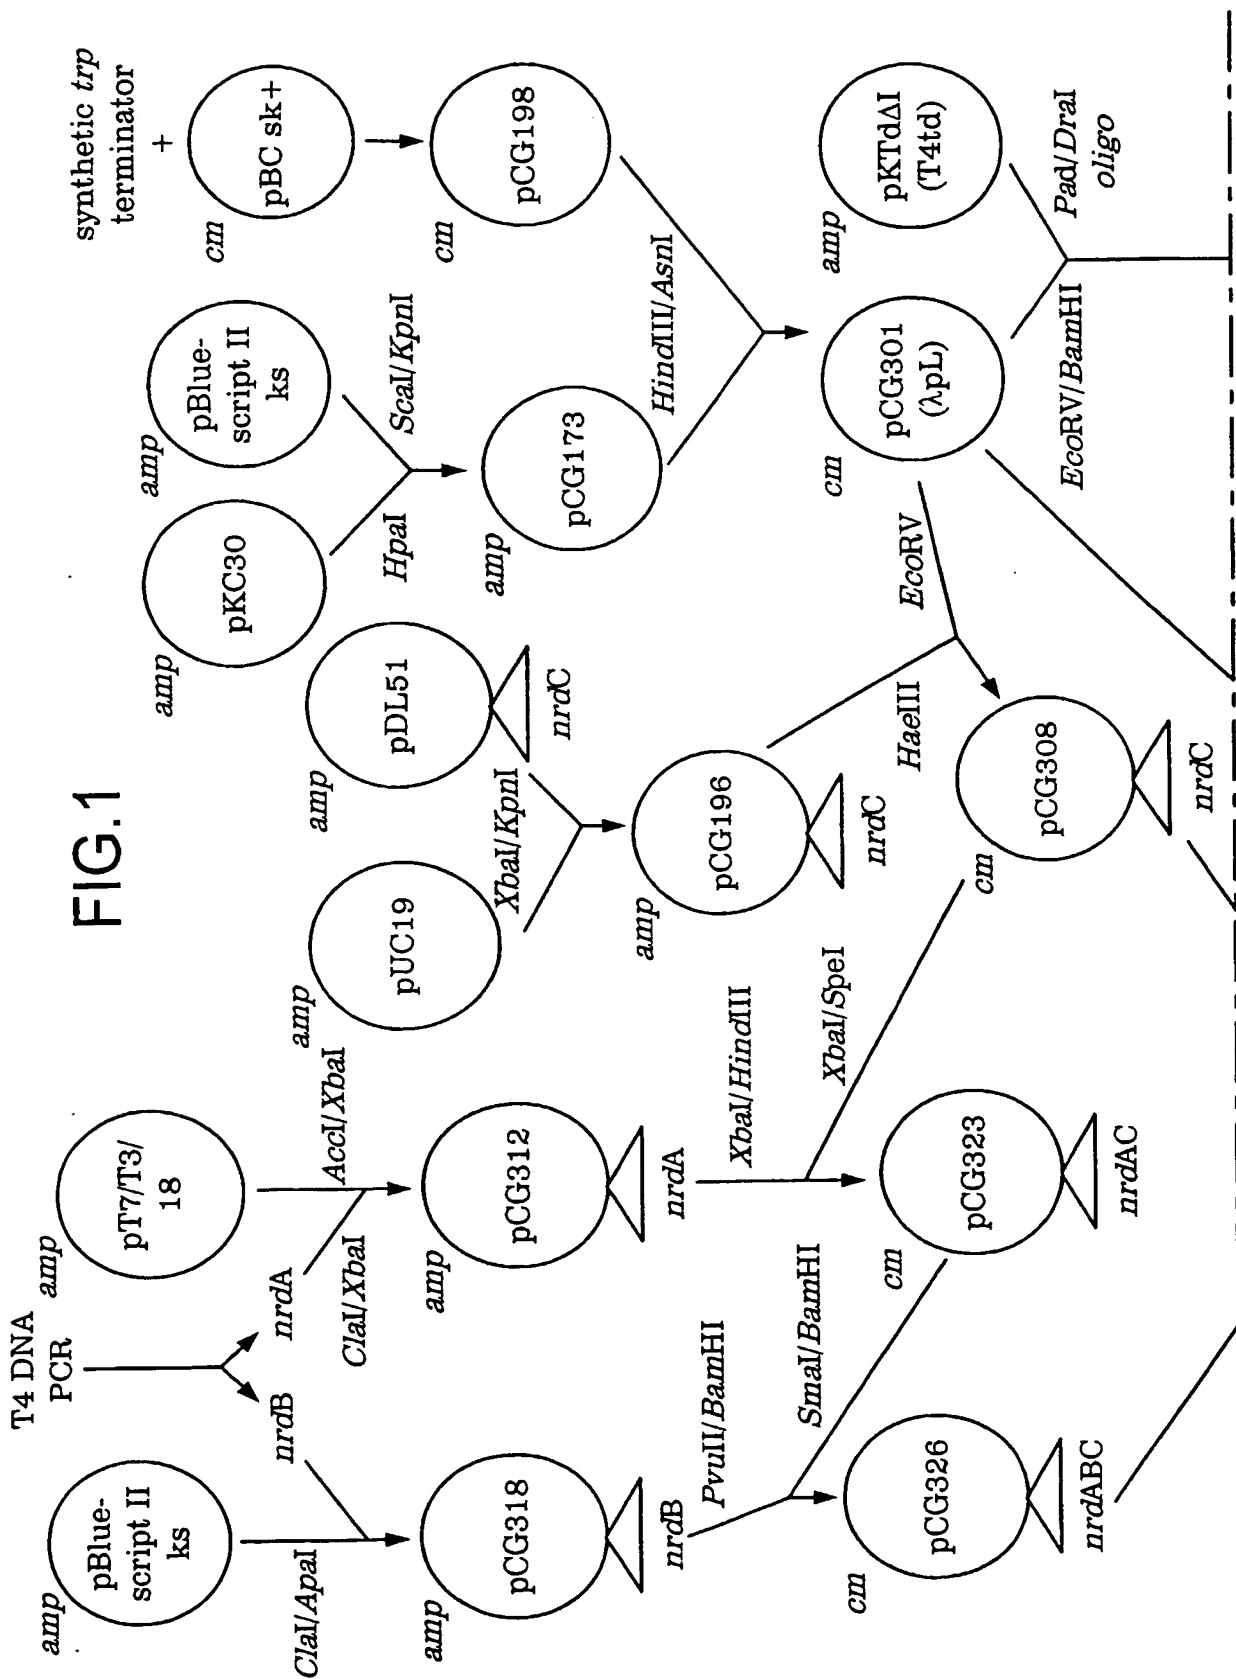 FIG.1
T4 DNA
PCR
synthetic trp
terminator
+
amp
pBlue-
script II
ks
amp
pT7/T3/
18
nrdB
nrdA
ClaI/ApaI
AccI/XbaI
ClaI/XbaI
amp
pCG318
nrdB
amp
pCG312
nrdA
amp
pUC19
amp
pDL51
nrdC
XbaI/KpnI
amp
pKC30
amp
pBlue-
script II
ks
HpaI
ScaI/KpnI
cm
pBC sk+
cm
pCG198
amp
pCG196
nrdC
amp
pCG173
HindIII/AsnI
PvuII/BamHI
SmaI/BamHI
XbaI/HindIII
XbaI/SpeI
HaeIII
EcoRV
cm
pCG326
nrdABC
cm
pCG323
nrdAC
cm
pCG308
nrdC
cm
pCG301
(λpL)
amp
pKTdΔI
(T4td)
EcoRV/BamHI
Pad/DraI
oligo